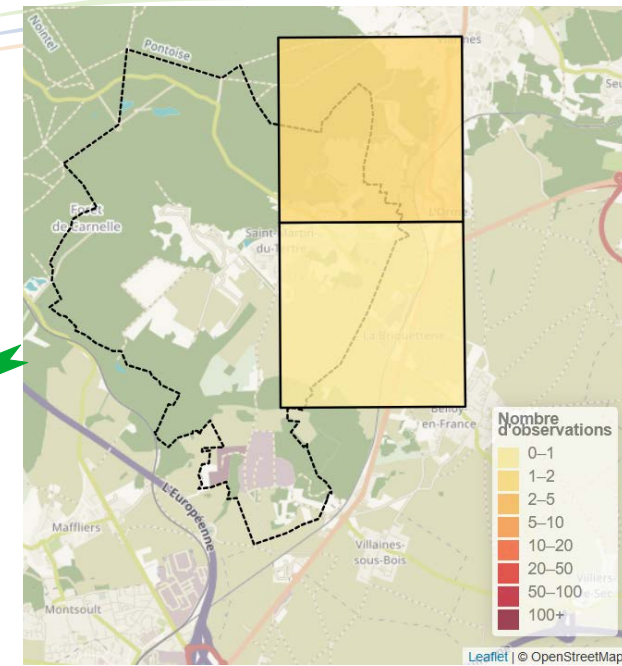 Nointel
Pontoise
Forêt
de Carnelle
Saint-Martin
du-Tertre
La Briqueterie
Belloy
-en-France
L'Européenne
Maffliers
Montsoult
Villaines-
sous-Bois
Nombre
d'observations
0–1
1–2
2–5
5–10
10–20
20–50
50–100
100+
Leaflet | © OpenStreetMap